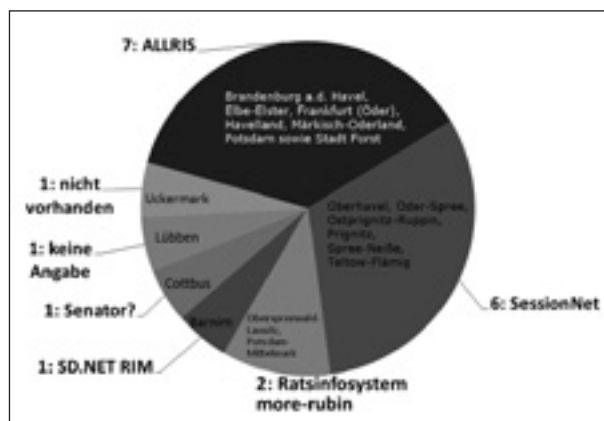 7: ALLRIS
Brandenburg a.d. Havel,
Elbe-Elster, Frankfurt (Oder),
Havelland, Märkisch-Oderland,
Potsdam sowie Stadt Forst
1: nicht
vorhanden
Uckermark
Oberhavel, Oder-Spree,
Ostprignitz-Ruppin,
Prignitz,
Spree-Neiße,
Teltow-Fläming
1: keine
Angabe
Lübben
1: Senator?
Cottbus
6: SessionNet
1: SD.NET RIM
Barnim
Lausitz,
Potsdam-
Mittelmark
2: Ratsinfosystem
more-rubin